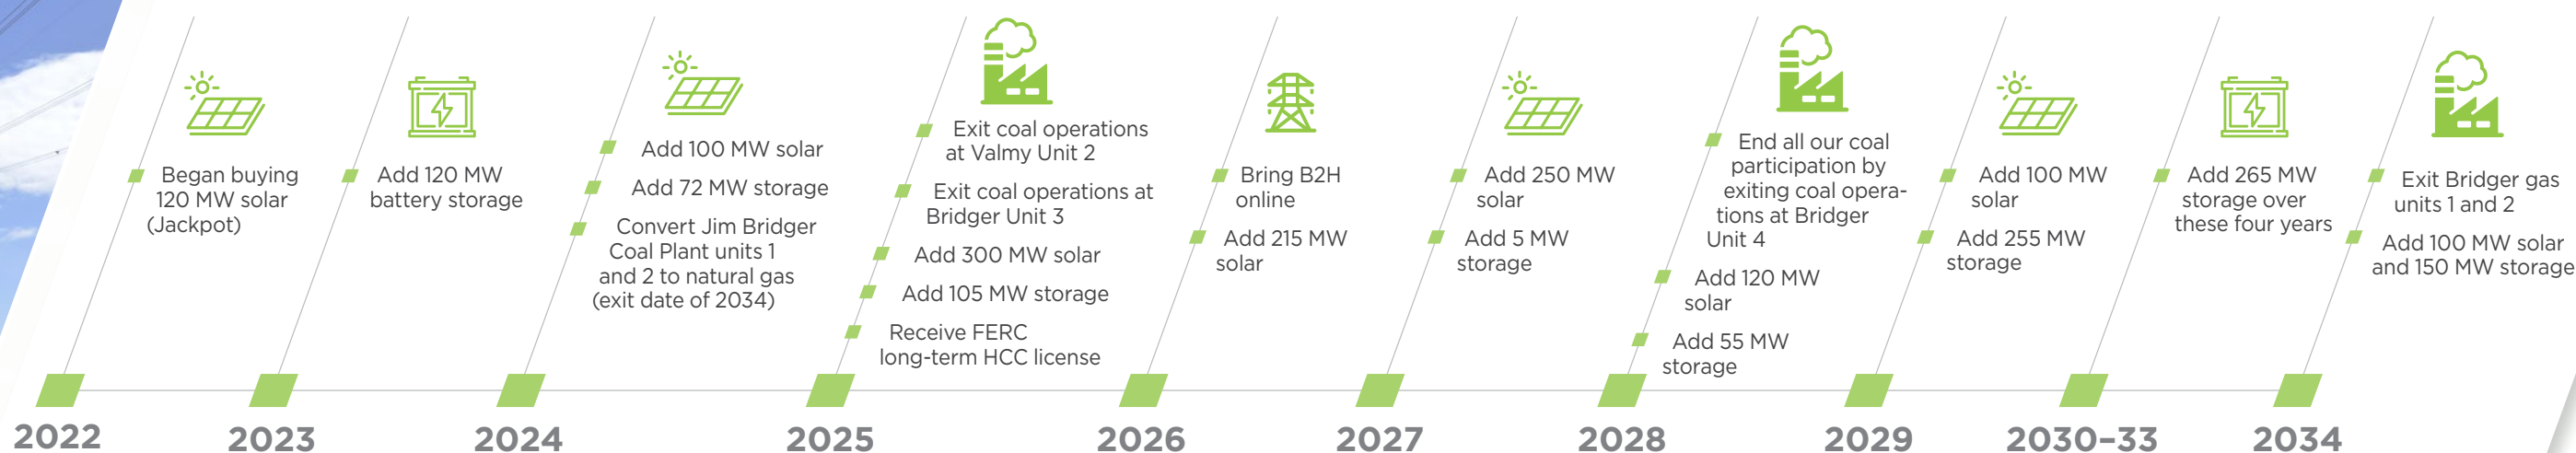 Began buying
120 MW solar
(Jackpot)
Add 120 MW
battery storage
Add 100 MW solar
Add 72 MW storage
Convert Jim Bridger
Coal Plant units 1
and 2 to natural gas
(exit date of 2034)
Exit coal operations
at Valmy Unit 2
Exit coal operations at
Bridger Unit 3
Add 300 MW solar
Add 105 MW storage
Receive FERC
long-term HCC license
Bring B2H
online
Add 215 MW
solar
Add 250 MW
solar
Add 5 MW
storage
End all our coal
participation by
exiting coal opera-
tions at Bridger
Unit 4
Add 120 MW
solar
Add 55 MW
storage
Add 100 MW
solar
Add 255 MW
storage
Add 265 MW
storage over
these four years
Exit Bridger gas
units 1 and 2
Add 100 MW solar
and 150 MW storage
2022
2023
2024
2025
2026
2027
2028
2029
2030–33
2034